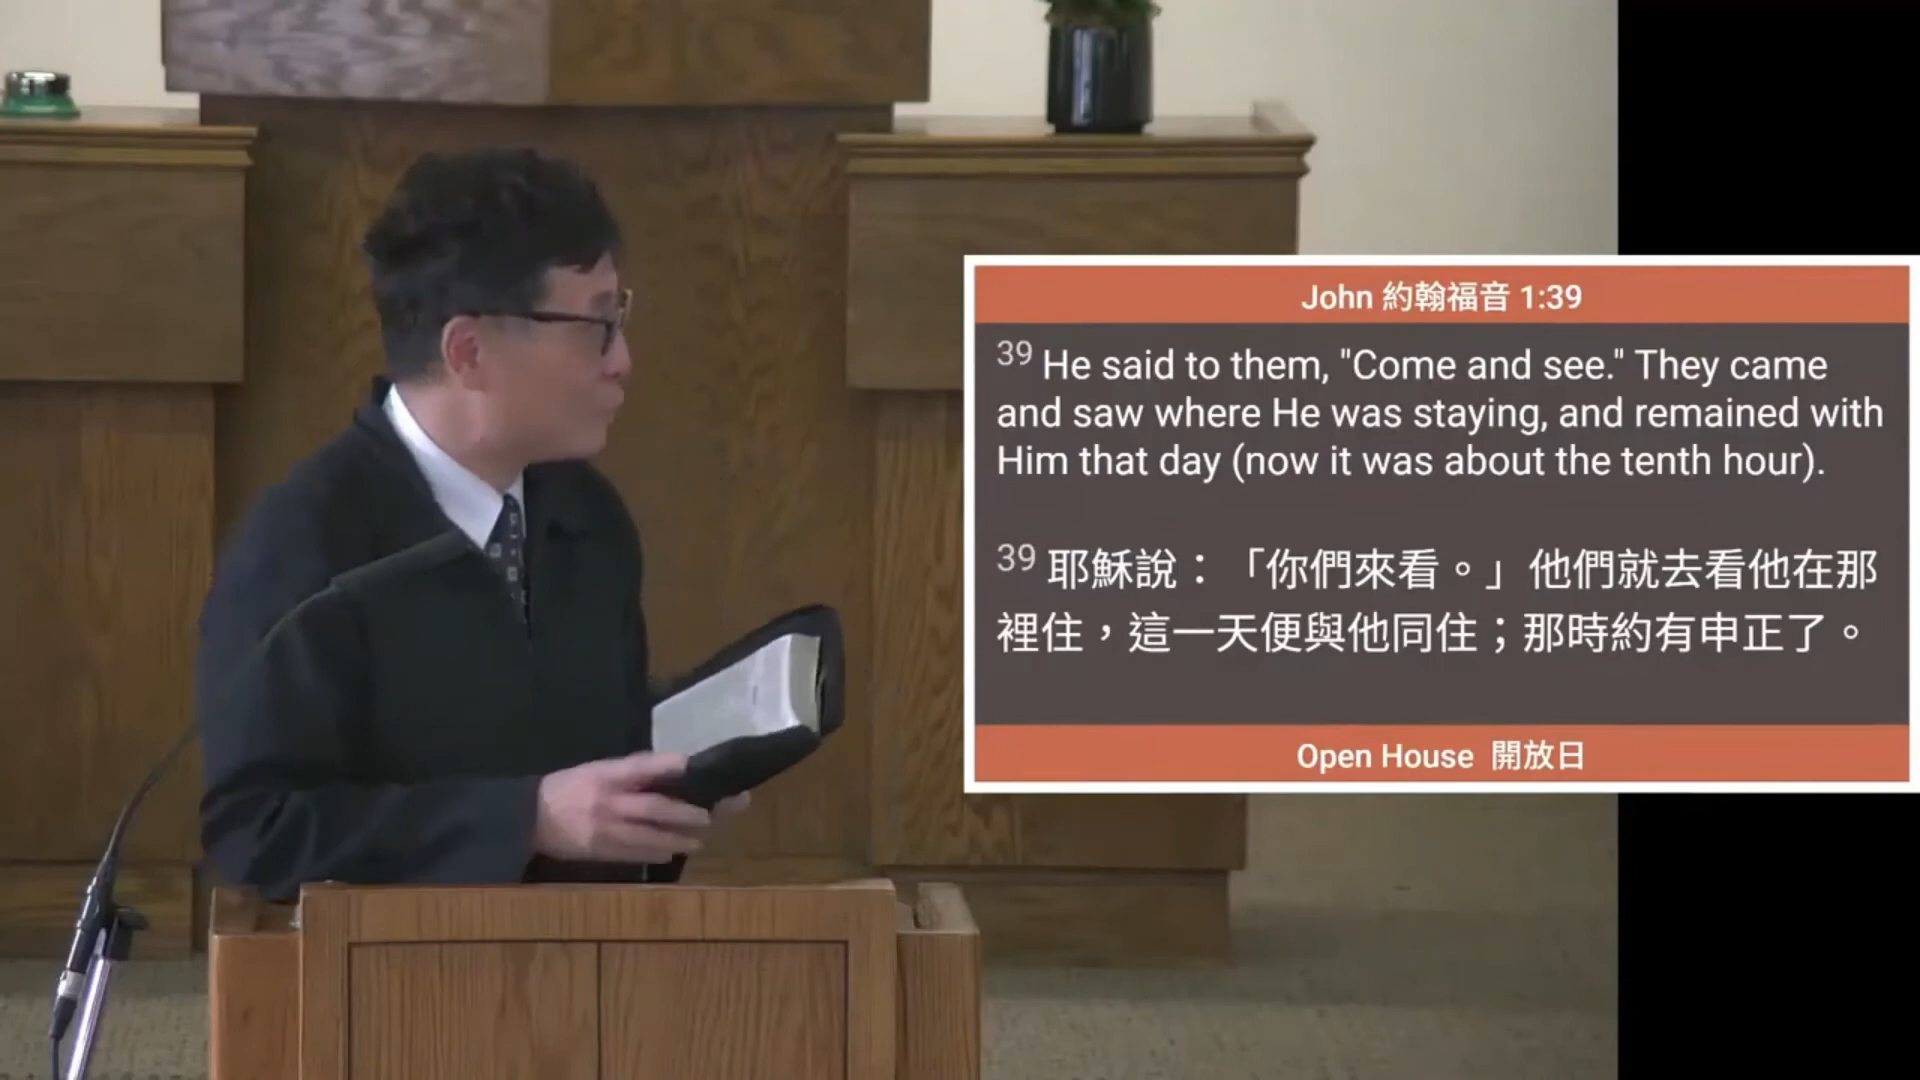 John 約翰福音 1:39
39 He said to them, "Come and see." They came
and saw where He was staying, and remained with
Him that day (now it was about the tenth hour).
39 耶穌說：「你們來看。」他們就去看他在那
裡住，這一天便與他同住；那時約有申正了。
Open House 開放日